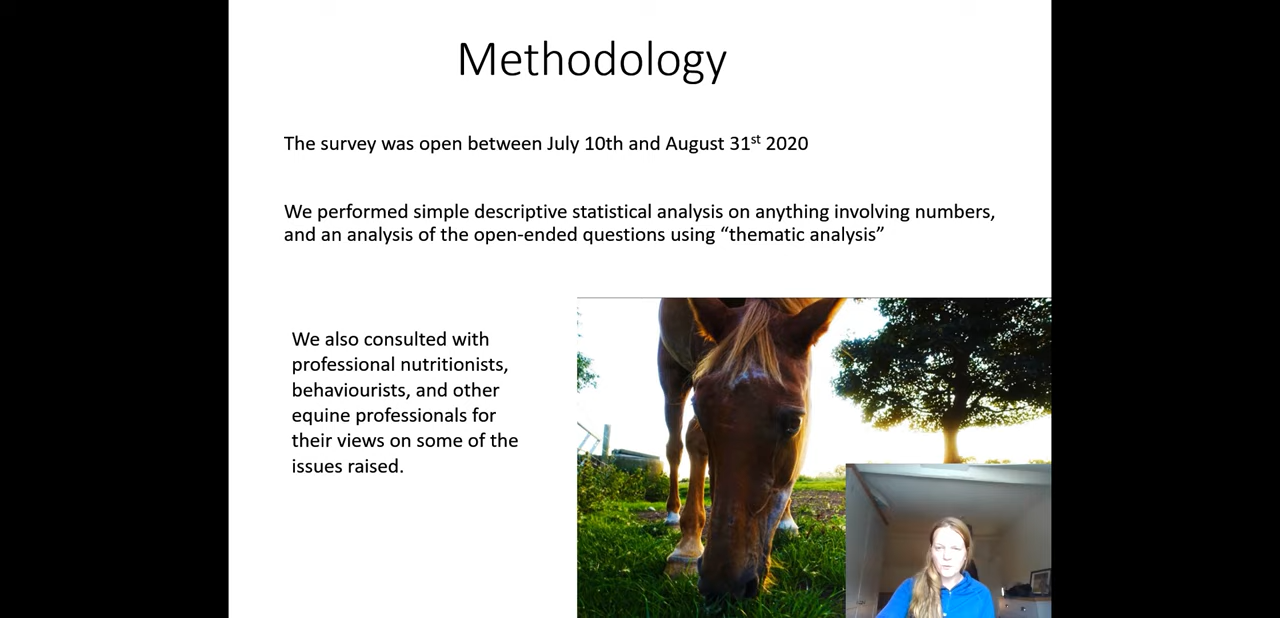 Methodology
The survey was open between July 10th and August 31st 2020
We performed simple descriptive statistical analysis on anything involving numbers,
and an analysis of the open-ended questions using “thematic analysis”
We also consulted with
professional nutritionists,
behaviourists, and other
equine professionals for
their views on some of the
issues raised.